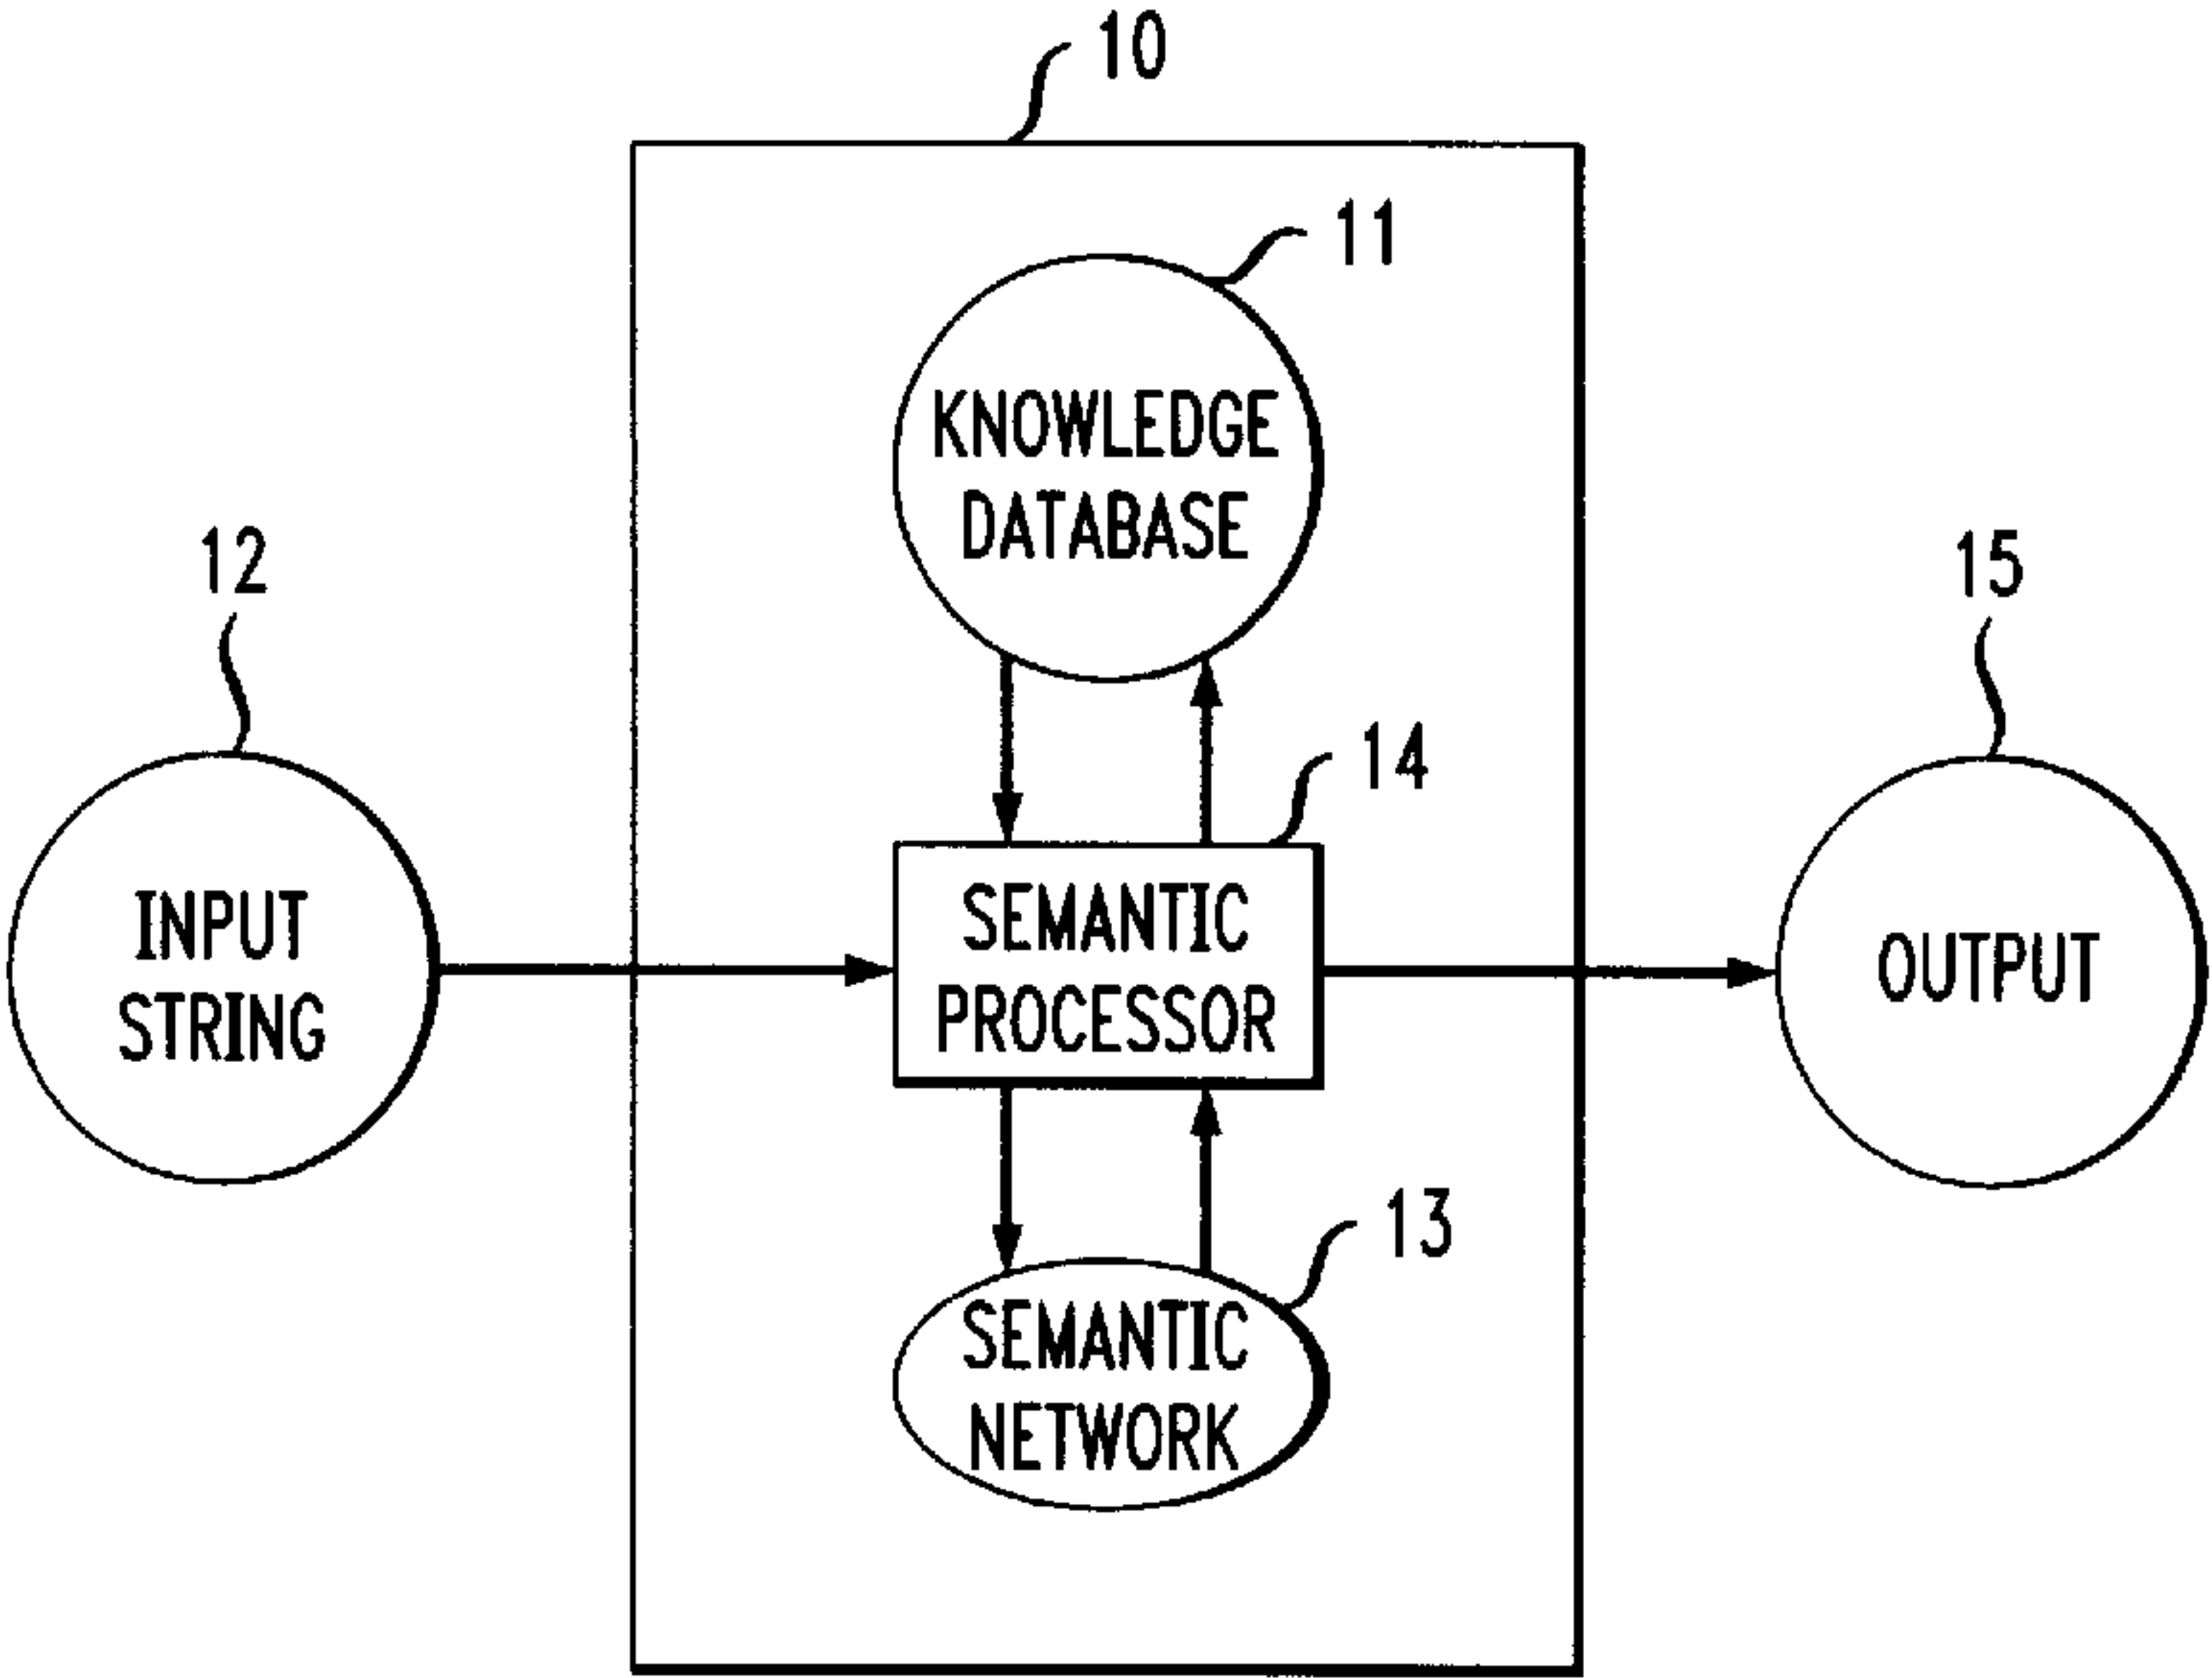 10
11
KNOWLEDGE
DATABASE
12
15
14
INPUT
STRING
SEMANTIC
PROCESSOR
OUTPUT
13
SEMANTIC
NETWORK